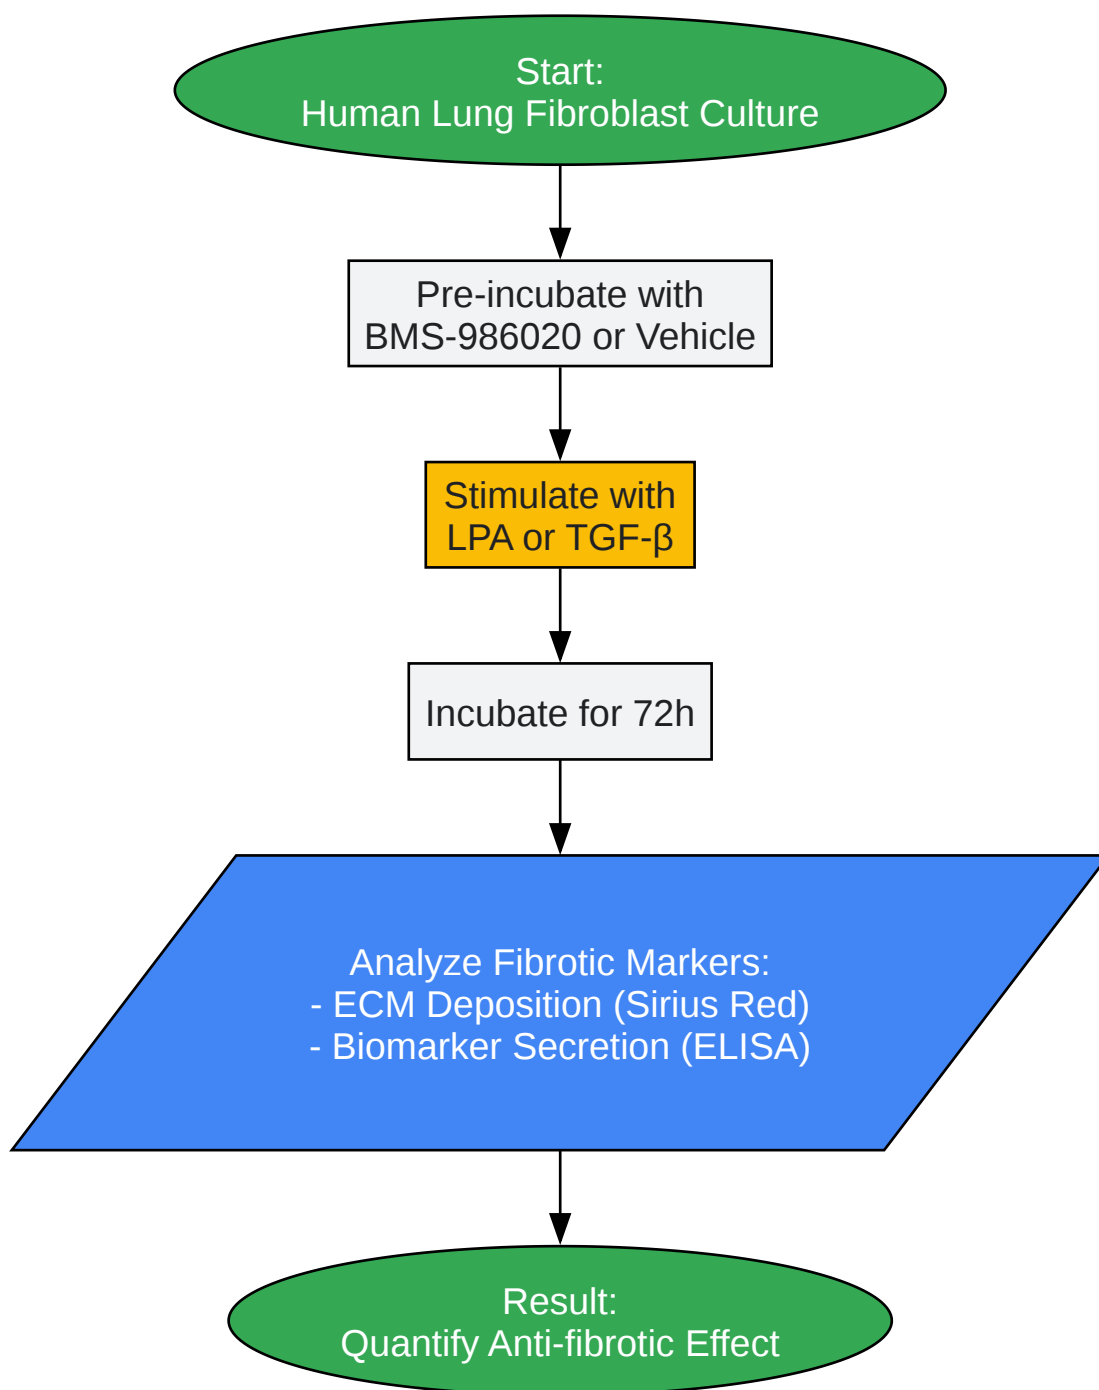 Start:
Human Lung Fibroblast Culture
Pre-incubate with
BMS-986020 or Vehicle
Stimulate with
LPA or TGF-β
Incubate for 72h
Analyze Fibrotic Markers:
- ECM Deposition (Sirius Red)
- Biomarker Secretion (ELISA)
Result:
Quantify Anti-fibrotic Effect